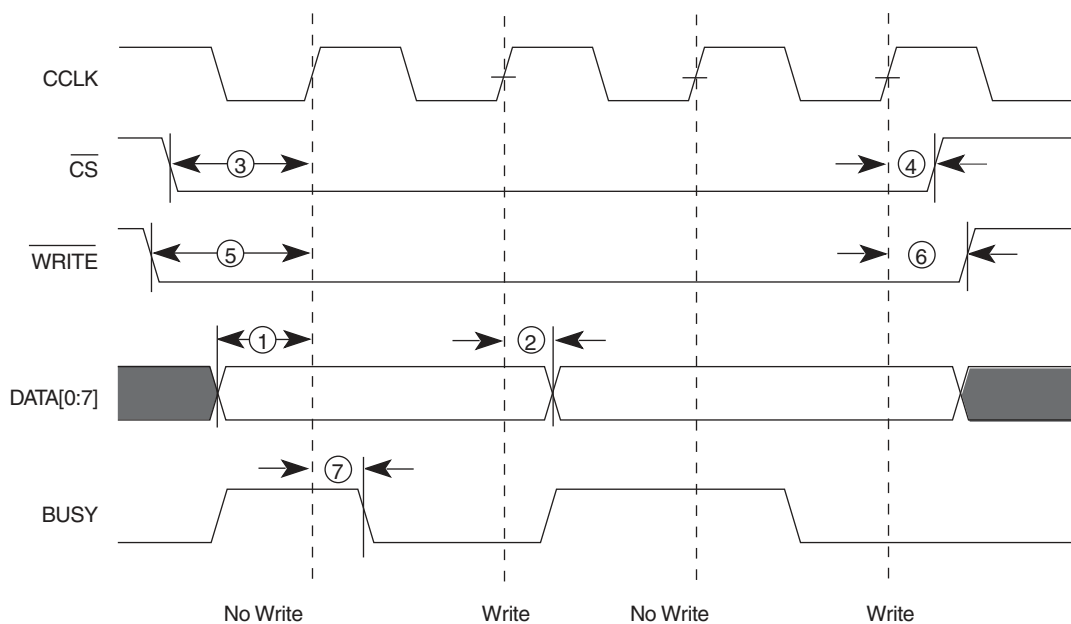 CCLK
CS
3
4
WRITE
5
6
1
2
DATA[0:7]
7
BUSY
No Write
Write
No Write
Write